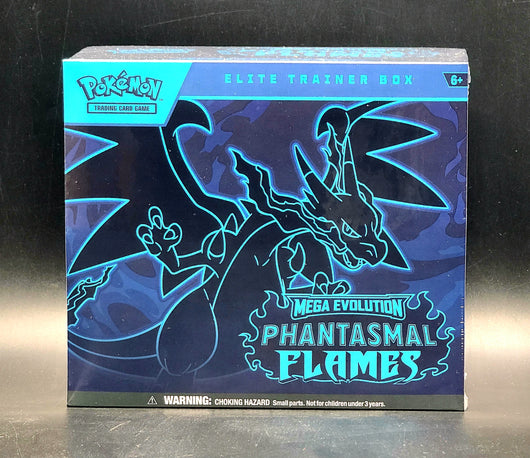 Pokémon
TRADING CARD GAME
ELITE TRAINER BOX
6+
MEGA EVOLUTION
PHANTASMAL
FLAMES
WARNING: CHOKING HAZARD Small parts. Not for children under 3 years.